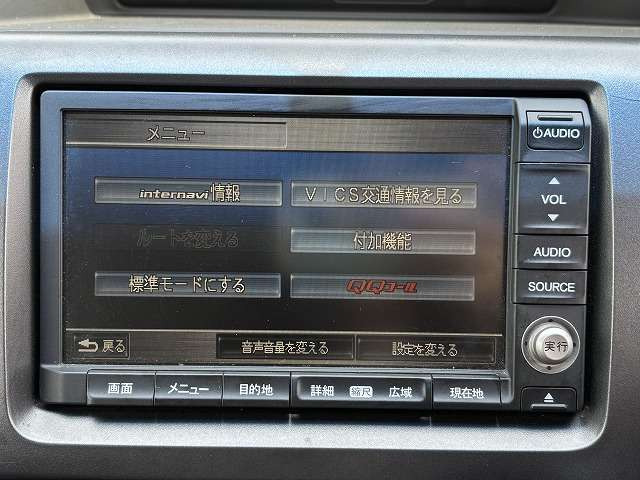 メニュー
internavi情報
VICS交通情報を見る
ルートを変える
付加機能
標準モードにする
QQコール
戻る
音声音量を変える
設定を変える
AUDIO
VOL
AUDIO
SOURCE
実行
画面
メニュー
目的地
詳細 縮尺 広域
現在地